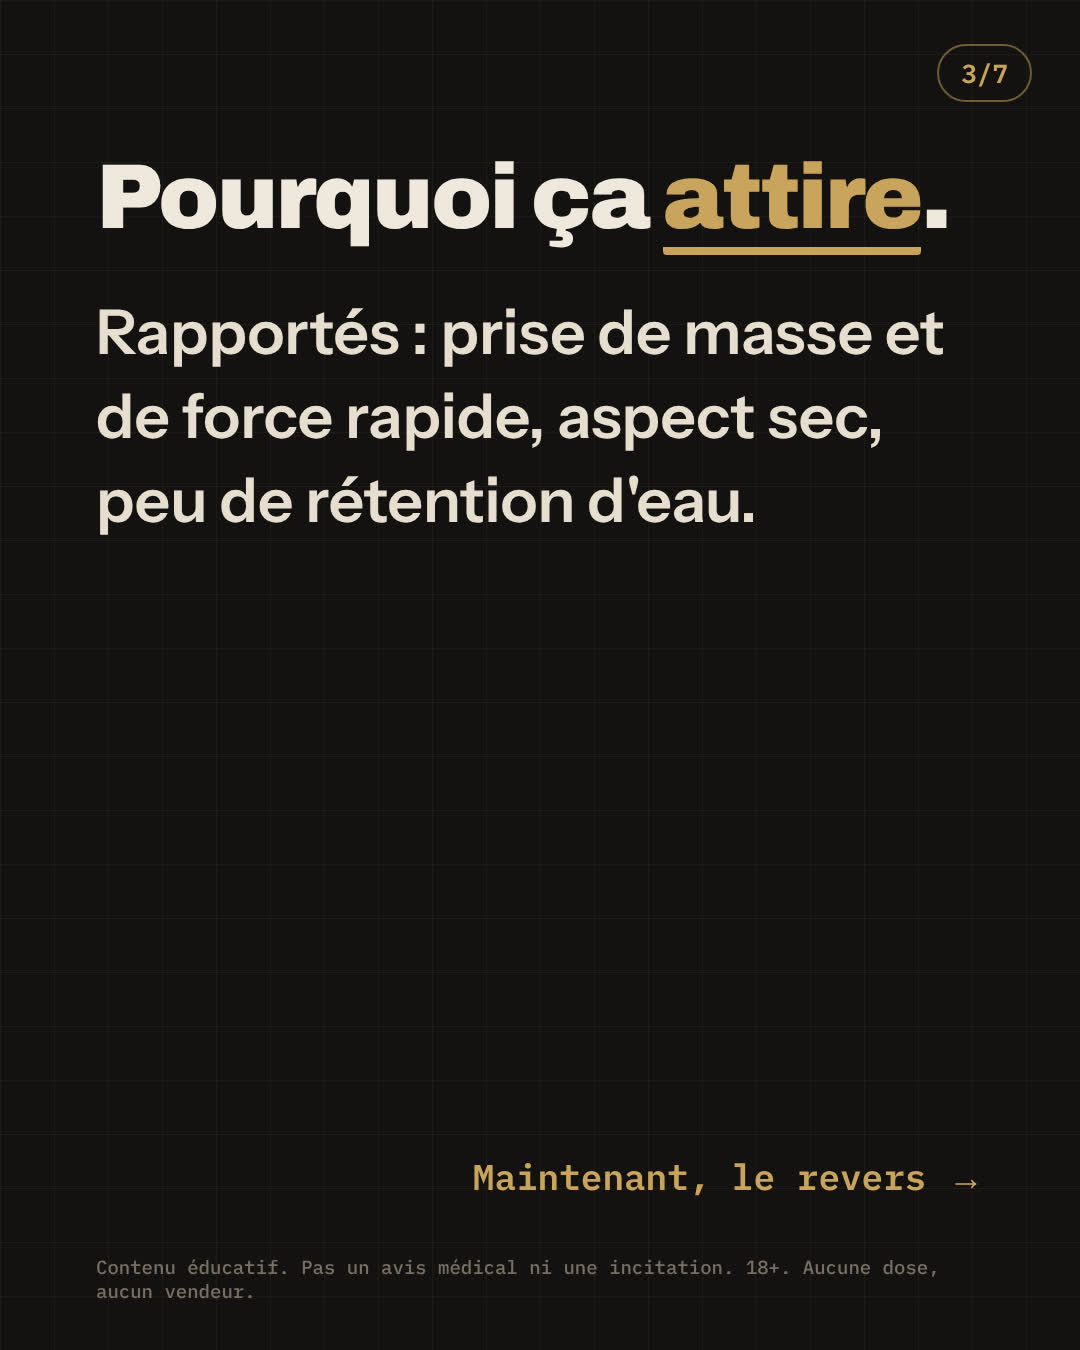 3/7
Pourquoi ça attire.
Rapportés : prise de masse et
de force rapide, aspect sec,
peu de rétention d'eau.
Maintenant, le revers →
Contenu éducatif. Pas un avis médical ni une incitation. 18+. Aucune dose,
aucun vendeur.